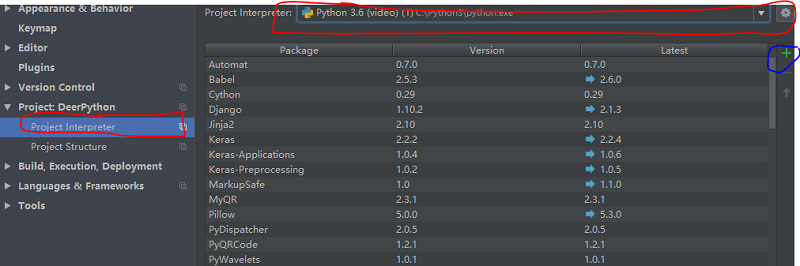 Appearance & Behavior
Keymap
Editor
Plugins
Version Control
Project: DeerPython
Project Interpreter
Project Structure
Build, Execution, Deployment
Languages & Frameworks
Tools
Project Interpreter: Python 3.6 (video) (1) C:\Python3\python.exe
Package Version Latest
Automat 0.7.0 0.7.0
Babel 2.5.3 2.6.0
Cython 0.29 0.29
Django 1.10.2 2.1.3
Jinja2 2.10 2.10
Keras 2.2.2 2.2.4
Keras-Applications 1.0.4 1.0.6
Keras-Preprocessing 1.0.2 1.0.5
MarkupSafe 1.0 1.1.0
MyQR 2.3.1 2.3.1
Pillow 5.0.0 5.3.0
PyDispatcher 2.0.5 2.0.5
PyQRCode 1.2.1 1.2.1
PyWavelets 1.0.1 1.0.1